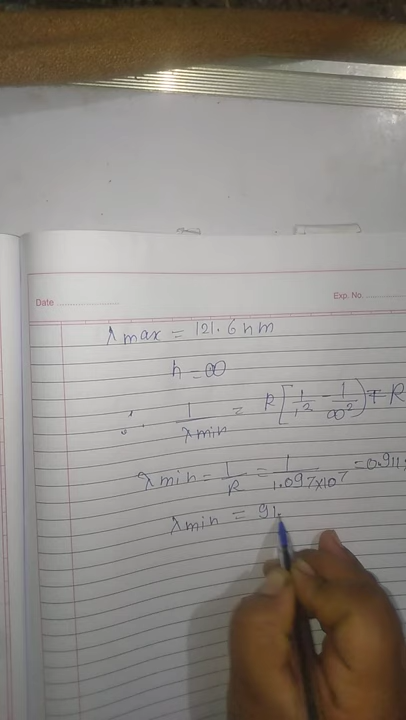 Date ....................
Exp. No. ............
λmax = 121.6 nm
n = ∞
∴ 1/λmin = R[1/1² - 1/∞²] = R
λmin = 1/R = 1/1.097×10⁷ = 0.911
λmin = 91.